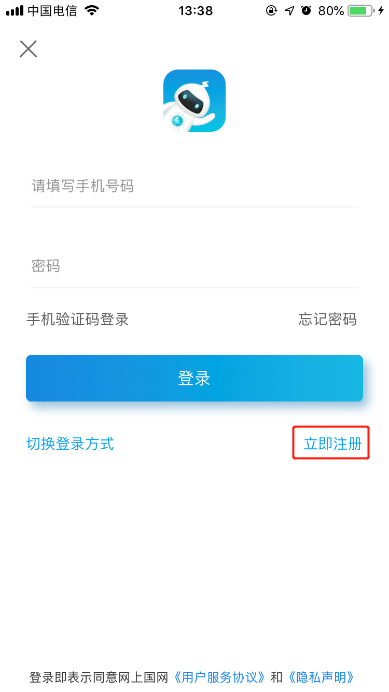 中国电信 13:38 80%
请填写手机号码
密码
手机验证码登录 忘记密码
登录
切换登录方式 立即注册
登录即表示同意网上国网《用户服务协议》和《隐私声明》